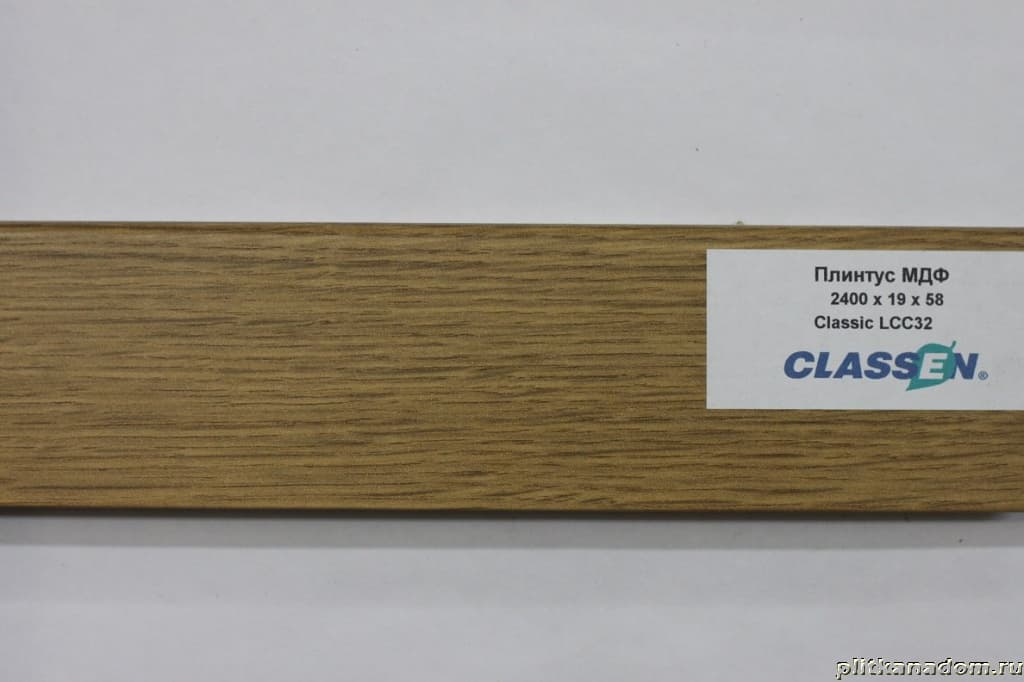 Плинтус МДФ
2400 x 19 x 58
Classic LCC32
CLASSEN®
plitkanadom.ru